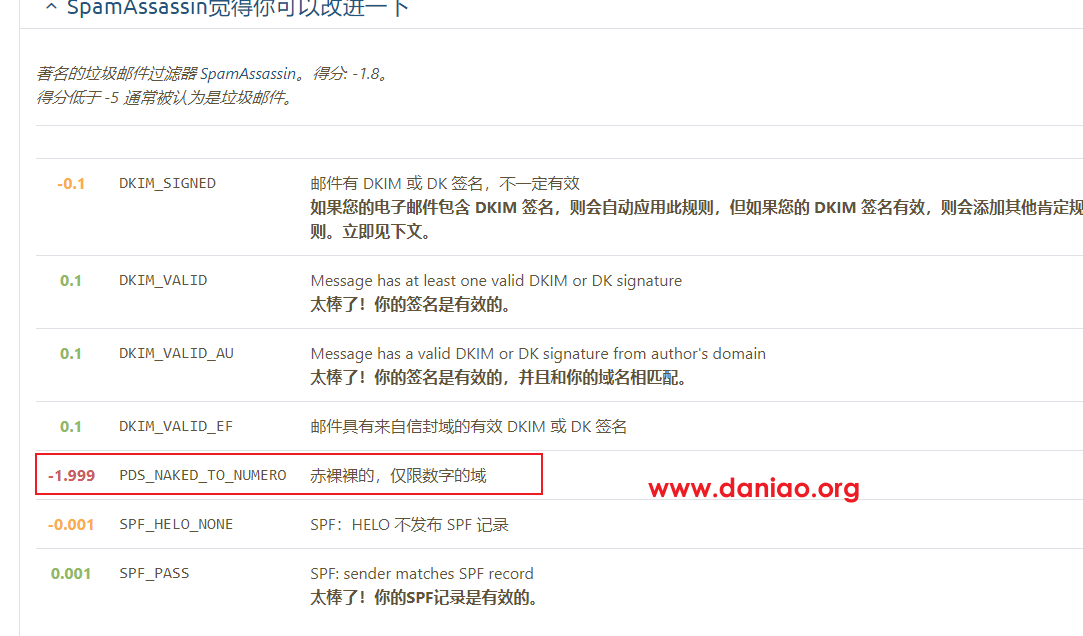 ^ SpamAssassin觉得你可以改进一下
著名的垃圾邮件过滤器 SpamAssassin。得分: -1.8。
得分低于 -5 通常被认为是垃圾邮件。
-0.1 DKIM_SIGNED 邮件有 DKIM 或 DK 签名，不一定有效
如果您的电子邮件包含 DKIM 签名，则会自动应用此规则，但如果您的 DKIM 签名有效，则会添加其他肯定规
则。立即见下文。
0.1 DKIM_VALID Message has at least one valid DKIM or DK signature
太棒了！你的签名是有效的。
0.1 DKIM_VALID_AU Message has a valid DKIM or DK signature from author's domain
太棒了！你的签名是有效的，并且和你的域名相匹配。
0.1 DKIM_VALID_EF 邮件具有来自信封域的有效 DKIM 或 DK 签名
-1.999 PDS_NAKED_TO_NUMERO 赤裸裸的，仅限数字的域
www.daniao.org
-0.001 SPF_HELO_NONE SPF：HELO 不发布 SPF 记录
0.001 SPF_PASS SPF: sender matches SPF record
太棒了！你的SPF记录是有效的。